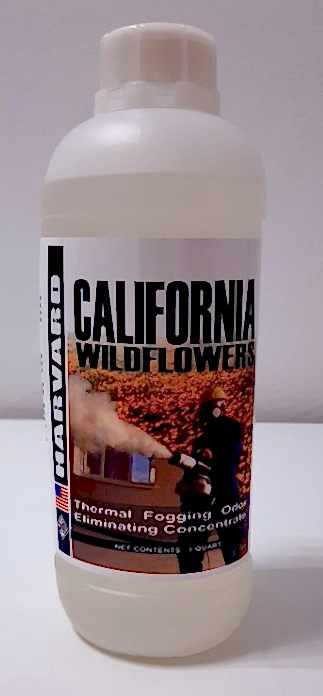 HARVARD
CALIFORNIA
WILDFLOWERS
Thermal Fogging Odor
Eliminating Concentrate
NET CONTENTS 1 QUART